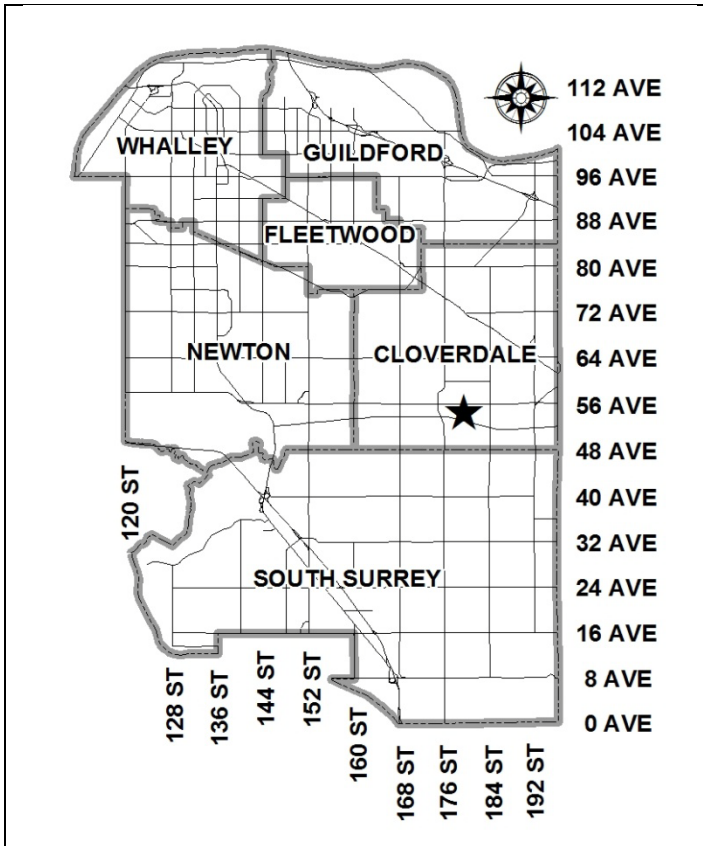 112 AVE
104 AVE
WHALLEY
GUILDFORD
96 AVE
88 AVE
FLEETWOOD
80 AVE
72 AVE
NEWTON
CLOVERDALE
64 AVE
56 AVE
48 AVE
120 ST
40 AVE
32 AVE
SOUTH SURREY
24 AVE
16 AVE
8 AVE
0 AVE
128 ST
136 ST
144 ST
152 ST
160 ST
168 ST
176 ST
184 ST
192 ST